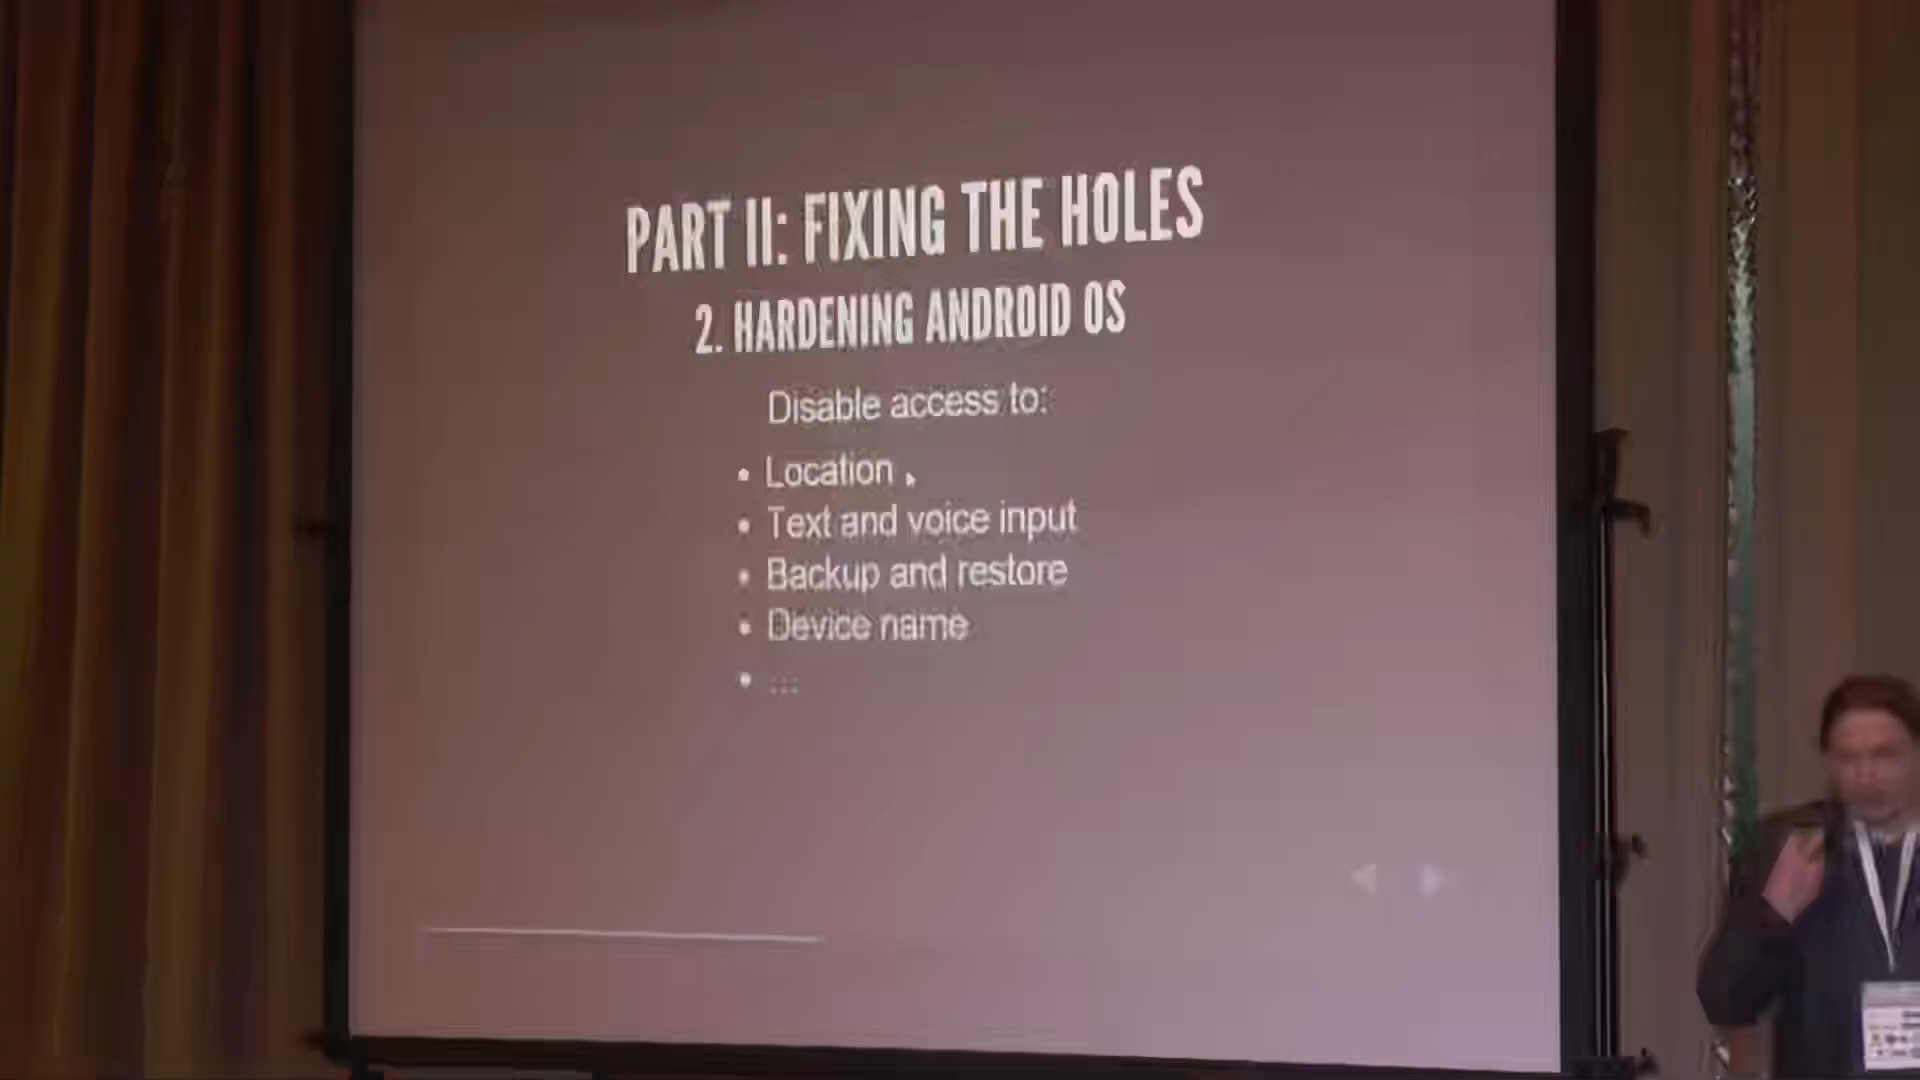 PART II: FIXING THE HOLES
2. HARDENING ANDROID OS
Disable access to:
• Location
• Text and voice input
• Backup and restore
• Device name
• ...